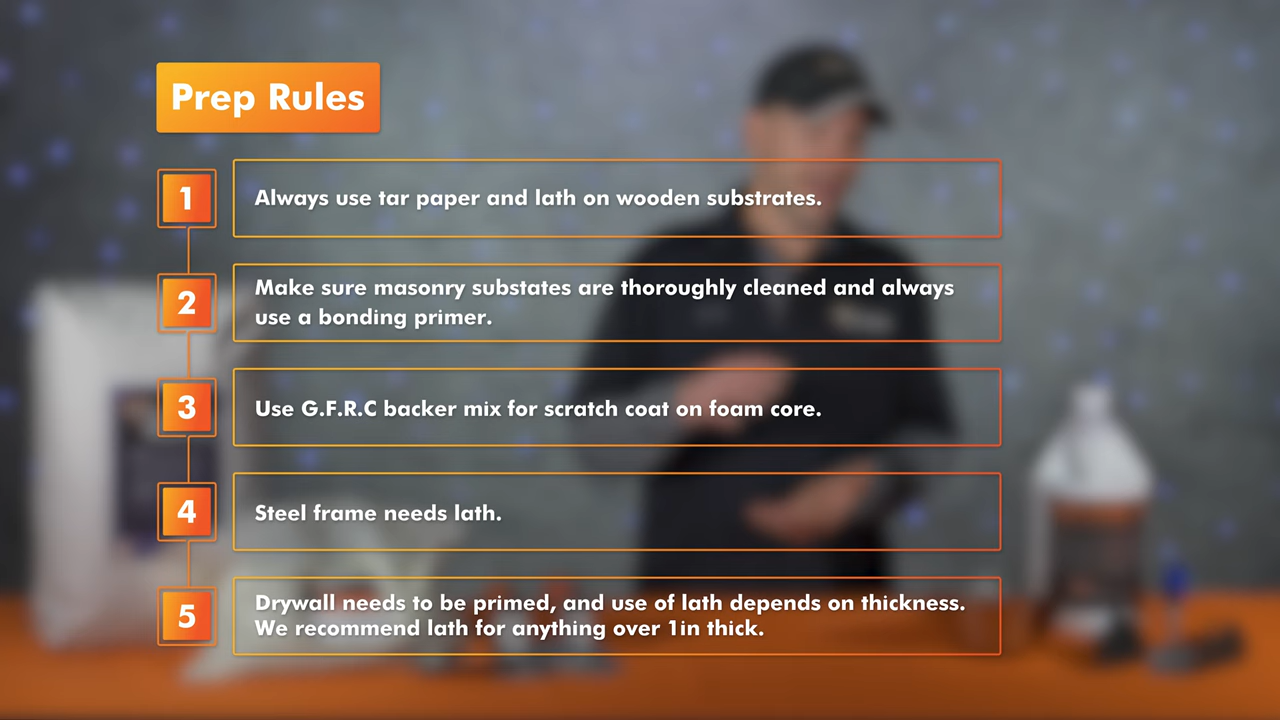 Prep Rules
1
Always use tar paper and lath on wooden substrates.
2
Make sure masonry substates are thoroughly cleaned and always
use a bonding primer.
3
Use G.F.R.C backer mix for scratch coat on foam core.
4
Steel frame needs lath.
5
Drywall needs to be primed, and use of lath depends on thickness.
We recommend lath for anything over 1in thick.